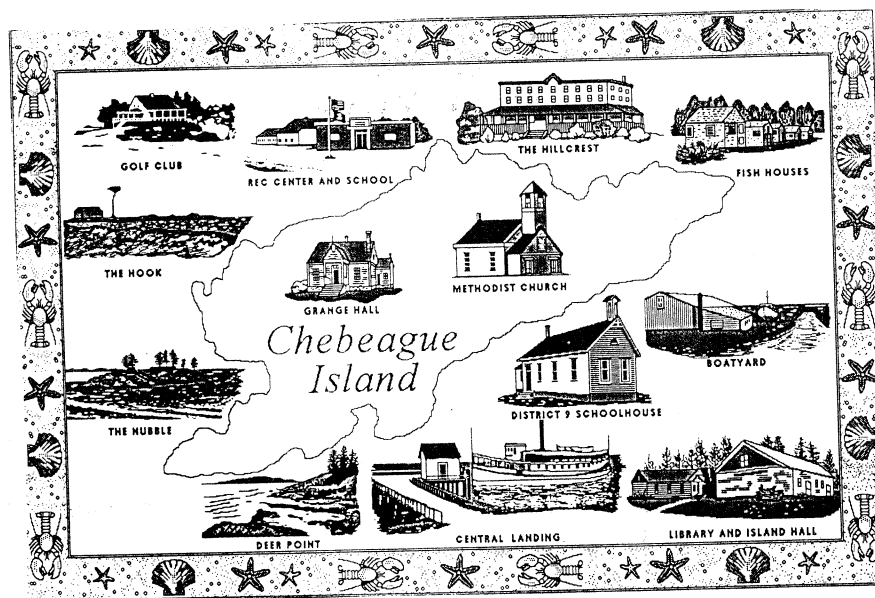 GOLF CLUB
REC CENTER AND SCHOOL
THE HILLCREST
FISH HOUSES
THE HOOK
GRANGE HALL
METHODIST CHURCH
Chebeague
Island
BOATYARD
THE NUBBLE
DISTRICT 9 SCHOOLHOUSE
DEER POINT
CENTRAL LANDING
LIBRARY AND ISLAND HALL